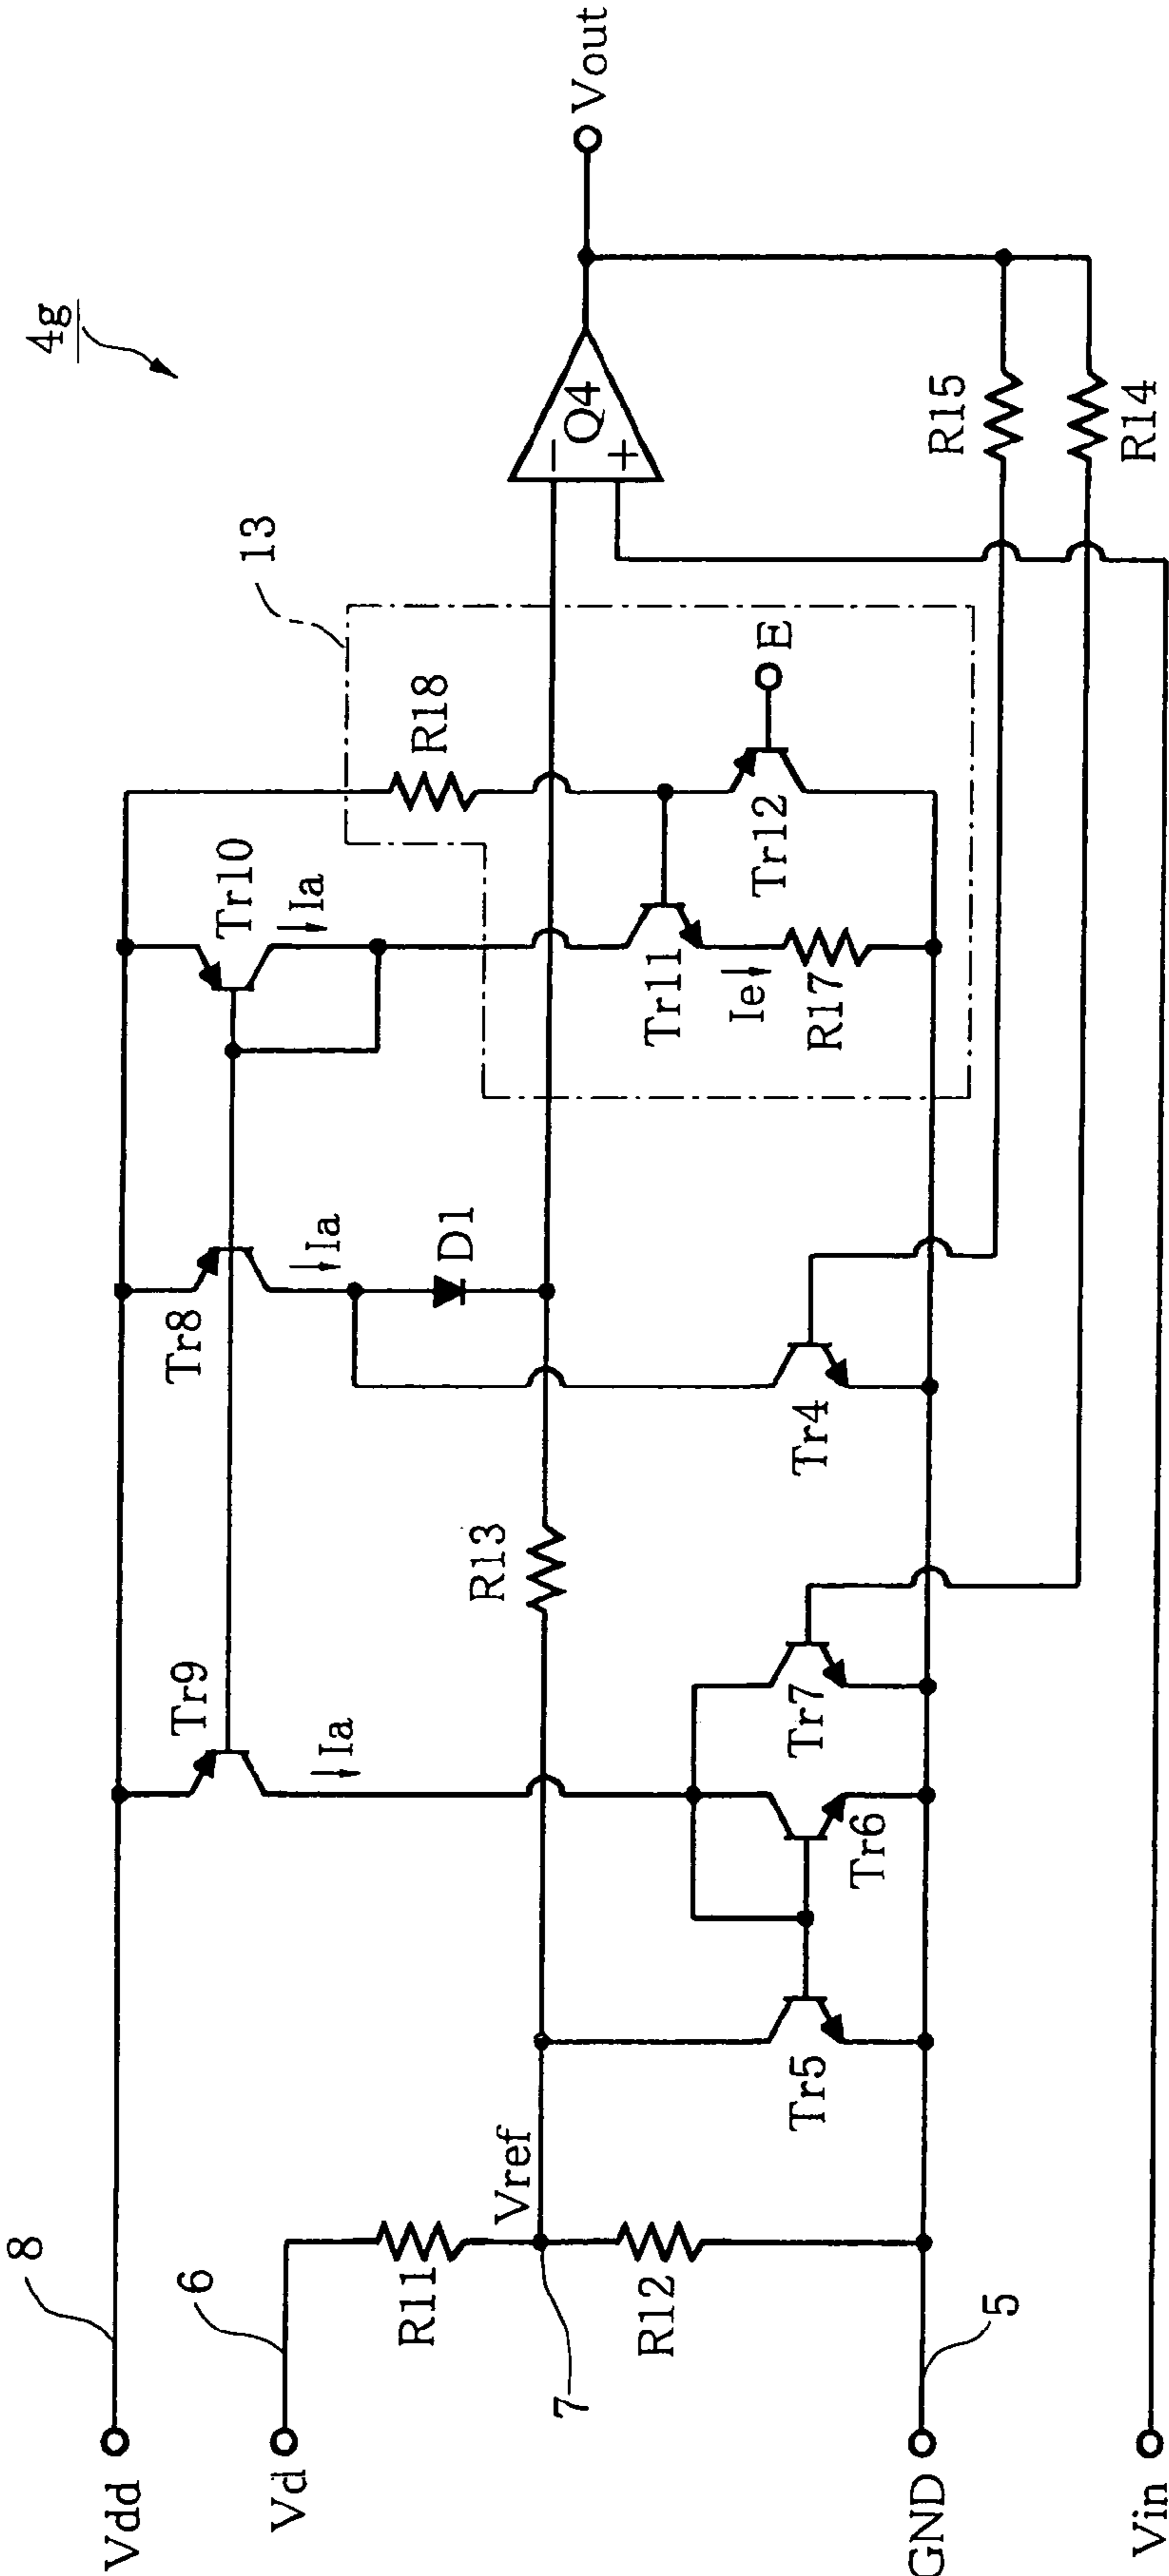 4g
8
Vdd
6
Vd
Tr9
Ia
Tr8
Ia
Tr10
Ia
R18
13
R11
Vref
7
R12
R13
D1
Tr5
Tr6
Tr7
Tr4
Tr11
Ie
R17
Tr12
E
Q4
−
+
Vout
R15
R14
5
GND
Vin